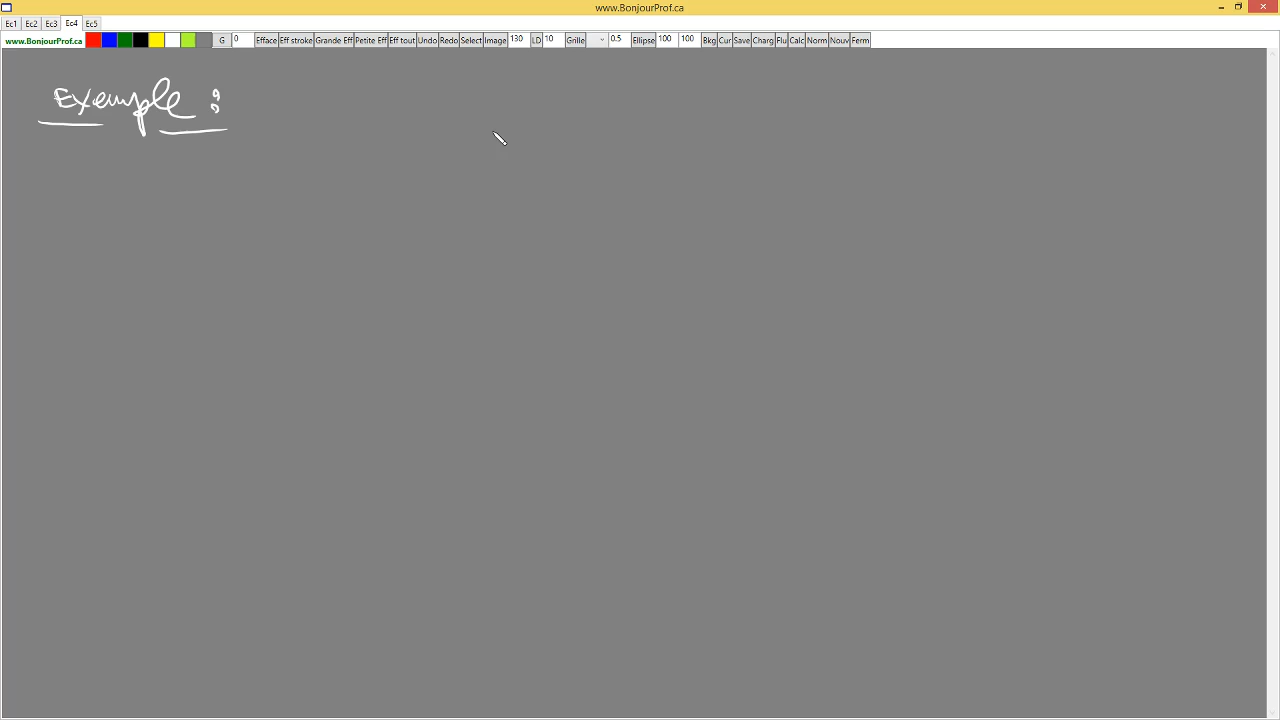 www.BonjourProf.ca
Ec1 Ec2 Ec3 Ec4 Ec5
www.BonjourProf.ca G 0 Efface Eff stroke Grande Eff Petite Eff Eff tout Undo Redo Select Image 130 LD 10 Grille 0.5 Ellipse 100 100 Bkg Cur Save Charg Flu Calc Norm Nouv Ferm
Exemple :